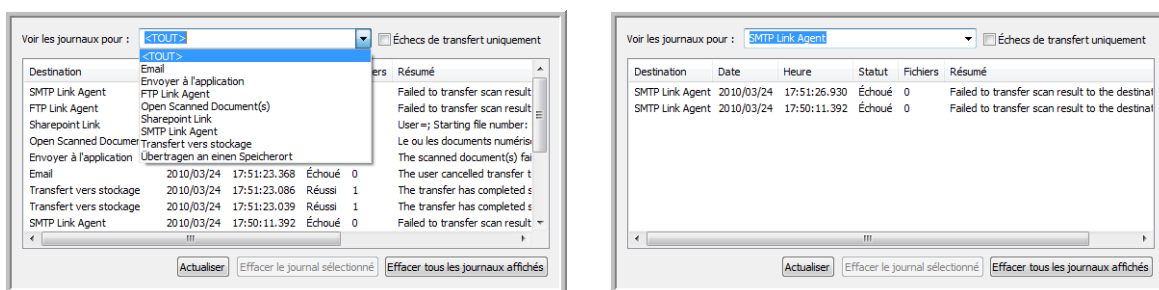 Voir les journaux pour : <TOUT> Échecs de transfert uniquement
<TOUT>
Email
Envoyer à l'application
FTP Link Agent
Open Scanned Document(s)
Sharepoint Link
SMTP Link Agent
Transfert vers stockage
Übertragen an einen Speicherort
Destination ers Résumé
SMTP Link Agent Failed to transfer scan result
FTP Link Agent Failed to transfer scan result
Sharepoint Link User=; Starting file number:
Open Scanned Documer Le ou les documents numéris
Envoyer à l'application The scanned document(s) fai
Email 2010/03/24 17:51:23.368 Échoué 0 The user cancelled transfer t
Transfert vers stockage 2010/03/24 17:51:23.086 Réussi 1 The transfer has completed s
Transfert vers stockage 2010/03/24 17:51:23.039 Réussi 1 The transfer has completed s
SMTP Link Agent 2010/03/24 17:50:11.392 Échoué 0 Failed to transfer scan result
Actualiser Effacer le journal sélectionné Effacer tous les journaux affichés
Voir les journaux pour : SMTP Link Agent Échecs de transfert uniquement
Destination Date Heure Statut Fichiers Résumé
SMTP Link Agent 2010/03/24 17:51:26.930 Échoué 0 Failed to transfer scan result to the destinat
SMTP Link Agent 2010/03/24 17:50:11.392 Échoué 0 Failed to transfer scan result to the destinat
Actualiser Effacer le journal sélectionné Effacer tous les journaux affichés